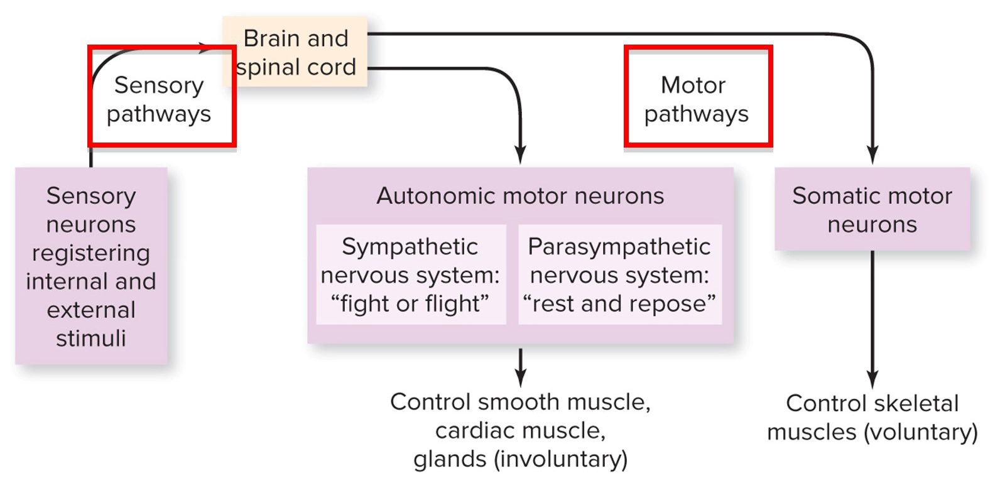 Brain and
spinal cord
Sensory
pathways
Motor
pathways
Sensory
neurons
registering
internal and
external
stimuli
Autonomic motor neurons
Sympathetic
nervous system:
“fight or flight”
Parasympathetic
nervous system:
“rest and repose”
Somatic motor
neurons
Control smooth muscle,
cardiac muscle,
glands (involuntary)
Control skeletal
muscles (voluntary)